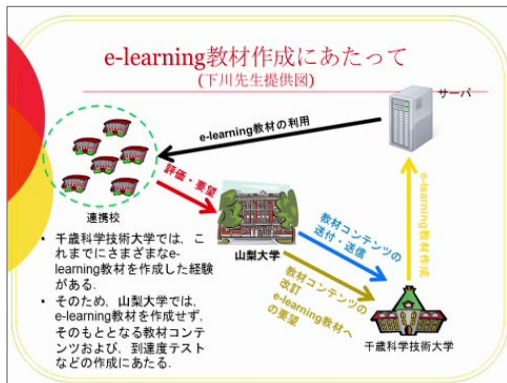 e-learning教材作成にあたって
(下川先生提供図)
サーバ
e-learning教材の利用
評価・要望
連携校
山梨大学
教材コンテンツの
送付・送信
e-learning教材作成
教材コンテンツの
改訂
e-learning教材へ
の要望
千歳科学技術大学
• 千歳科学技術大学では，こ
れまでにさまざまなe-
learning教材を作成した経験
がある．
• そのため，山梨大学では，
e-learning教材を作成せず，
そのもととなる教材コンテ
ンツおよび，到達度テスト
などの作成にあたる．